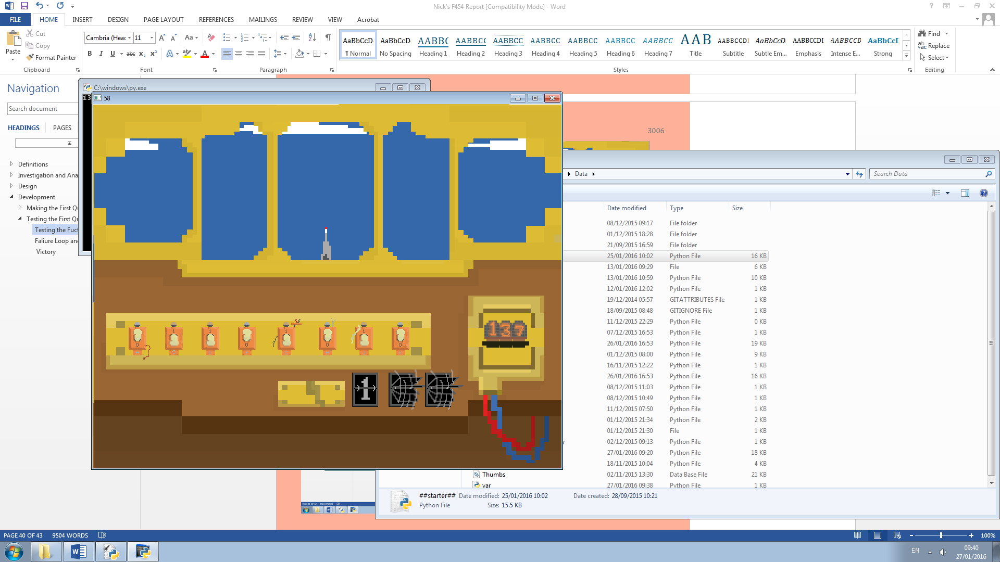 Nick's F454 Report [Compatibility Mode] - Word
FILE HOME INSERT DESIGN PAGE LAYOUT REFERENCES MAILINGS REVIEW VIEW Acrobat
Paste
Cut
Copy
Format Painter
Clipboard
Cambria (Head 11
Font
Paragraph
AaBbCcD AaBbCcD AABBC AABBCC AABBCC AABBCC AABBCC AABBCC AABBCC AAB AABBCCDI AaBbCcD AABBCCDI AABBCCD AaBbCcI
¶ Normal No Spacing Heading 1 Heading 2 Heading 3 Heading 4 Heading 5 Heading 6 Heading 7 Title Subtitle Subtle Em... Emphasis Intense E... Strong
Styles
Find
Replace
Select
Editing
Navigation
Search document
HEADINGS PAGES
Definitions
Investigation and Ana
Design
Development
Making the First Qu
Testing the First Qu
Testing the Fuct
Faliure Loop and
Victory
C:\windows\py.exe
13
58
1 3 7
1
3006
Data
Search Data
Date modified Type Size
08/12/2015 09:17 File folder
01/12/2015 18:28 File folder
21/09/2015 16:59 File folder
25/01/2016 10:02 Python File 16 KB
13/01/2016 09:29 File 6 KB
13/01/2016 10:59 Python File 10 KB
12/01/2016 12:02 Python File 1 KB
19/12/2014 05:57 GITATTRIBUTES File 1 KB
18/09/2015 08:48 GITIGNORE File 1 KB
11/12/2015 22:29 Python File 0 KB
07/12/2015 16:53 Python File 1 KB
26/01/2016 16:53 Python File 19 KB
01/12/2015 08:00 Python File 9 KB
16/11/2015 12:22 Python File 1 KB
26/01/2016 16:53 Python File 16 KB
08/12/2015 11:03 Python File 1 KB
08/12/2015 10:49 Python File 1 KB
11/12/2015 07:50 Python File 1 KB
01/12/2015 21:34 Python File 2 KB
01/12/2015 21:30 File 1 KB
02/12/2015 09:13 Python File 1 KB
27/01/2016 09:20 Python File 18 KB
18/11/2015 10:04 Python File 4 KB
Thumbs 02/11/2015 13:30 Data Base File 21 KB
var 27/01/2016 09:38 Python File 1 KB
##starter## Date modified: 25/01/2016 10:02 Date created: 28/09/2015 10:21
Python File Size: 15.5 KB
PAGE 40 OF 43 9504 WORDS 100%
EN 09:40
27/01/2016